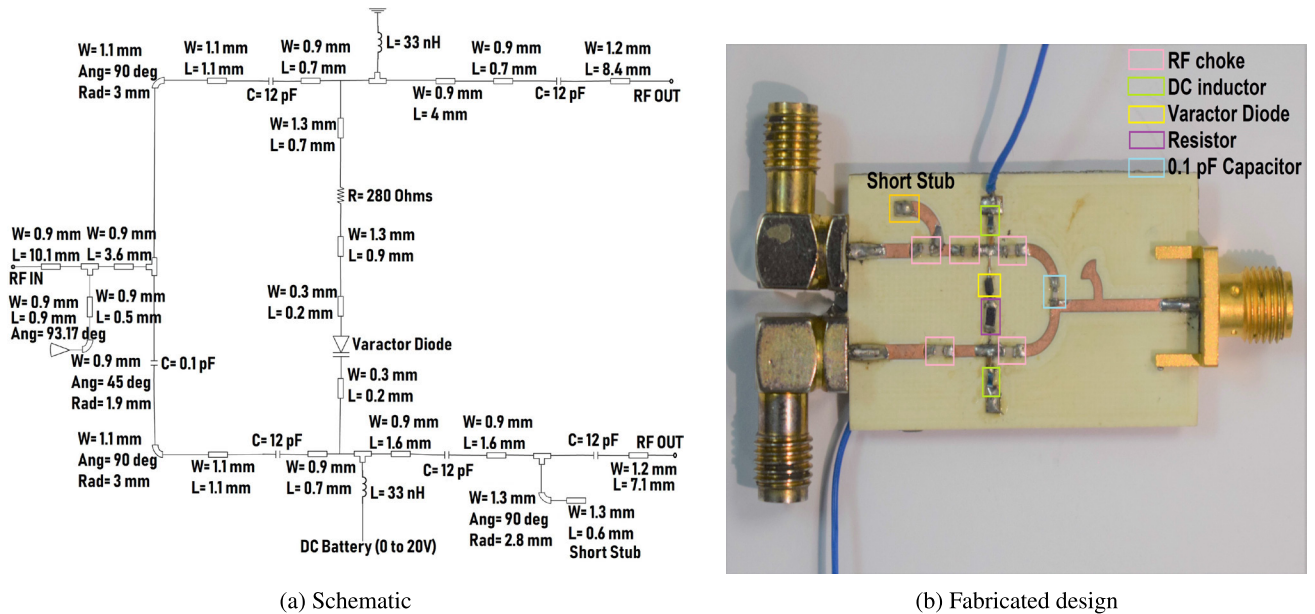 W= 1.1 mm
Ang= 90 deg
Rad= 3 mm
W= 1.1 mm
L= 1.1 mm
C= 12 pF
W= 0.9 mm
L= 0.7 mm
L= 33 nH
W= 0.9 mm
L= 4 mm
W= 0.9 mm
L= 0.7 mm
C= 12 pF
W= 1.2 mm
L= 8.4 mm
RF OUT
W= 1.3 mm
L= 0.7 mm
R= 280 Ohms
W= 1.3 mm
L= 0.9 mm
W= 0.9 mm
L= 10.1 mm
RF IN
W= 0.9 mm
L= 3.6 mm
W= 0.9 mm
L= 0.9 mm
Ang= 93.17 deg
W= 0.9 mm
L= 0.5 mm
W= 0.9 mm
Ang= 45 deg
Rad= 1.9 mm
C= 0.1 pF
W= 0.3 mm
L= 0.2 mm
Varactor Diode
W= 0.3 mm
L= 0.2 mm
W= 1.1 mm
Ang= 90 deg
Rad= 3 mm
W= 1.1 mm
L= 1.1 mm
C= 12 pF
W= 0.9 mm
L= 0.7 mm
W= 0.9 mm
L= 1.6 mm
C= 12 pF
W= 0.9 mm
L= 1.6 mm
C= 12 pF
RF OUT
W= 1.2 mm
L= 7.1 mm
L= 33 nH
DC Battery (0 to 20V)
W= 1.3 mm
Ang= 90 deg
Rad= 2.8 mm
W= 1.3 mm
L= 0.6 mm
Short Stub
(a) Schematic
RF choke
DC inductor
Varactor Diode
Resistor
0.1 pF Capacitor
Short Stub
(b) Fabricated design